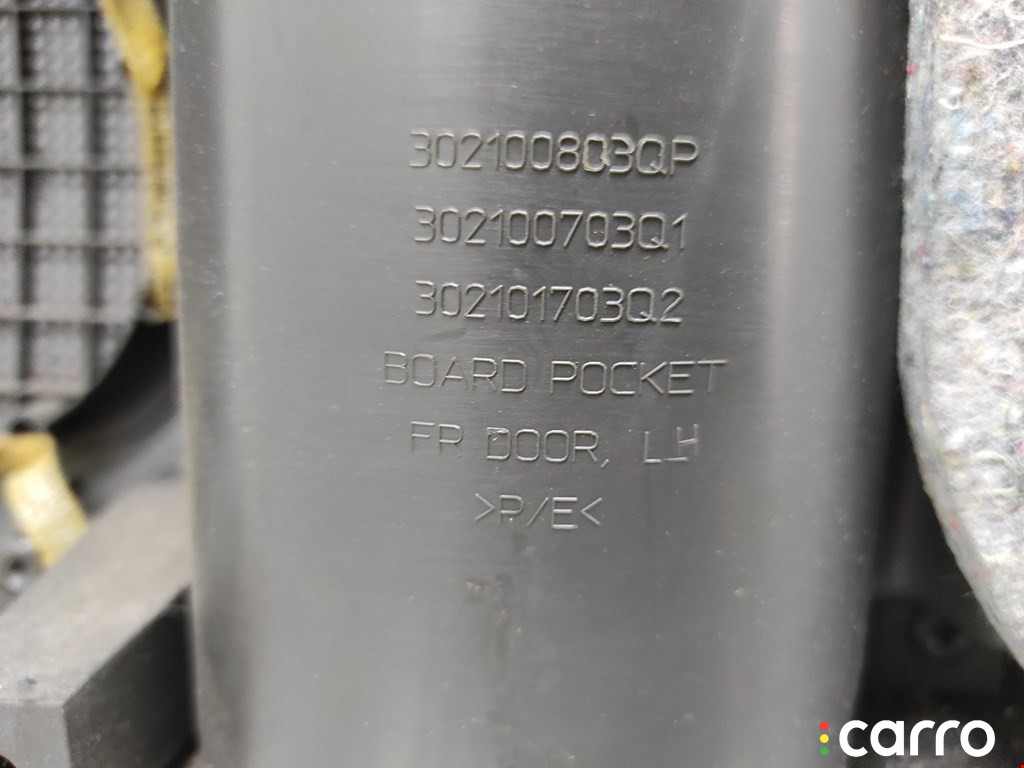 302100803QP
302100703Q1
302101703Q2
BOARD POCKET
FR DOOR, LH
>P/E<
carro